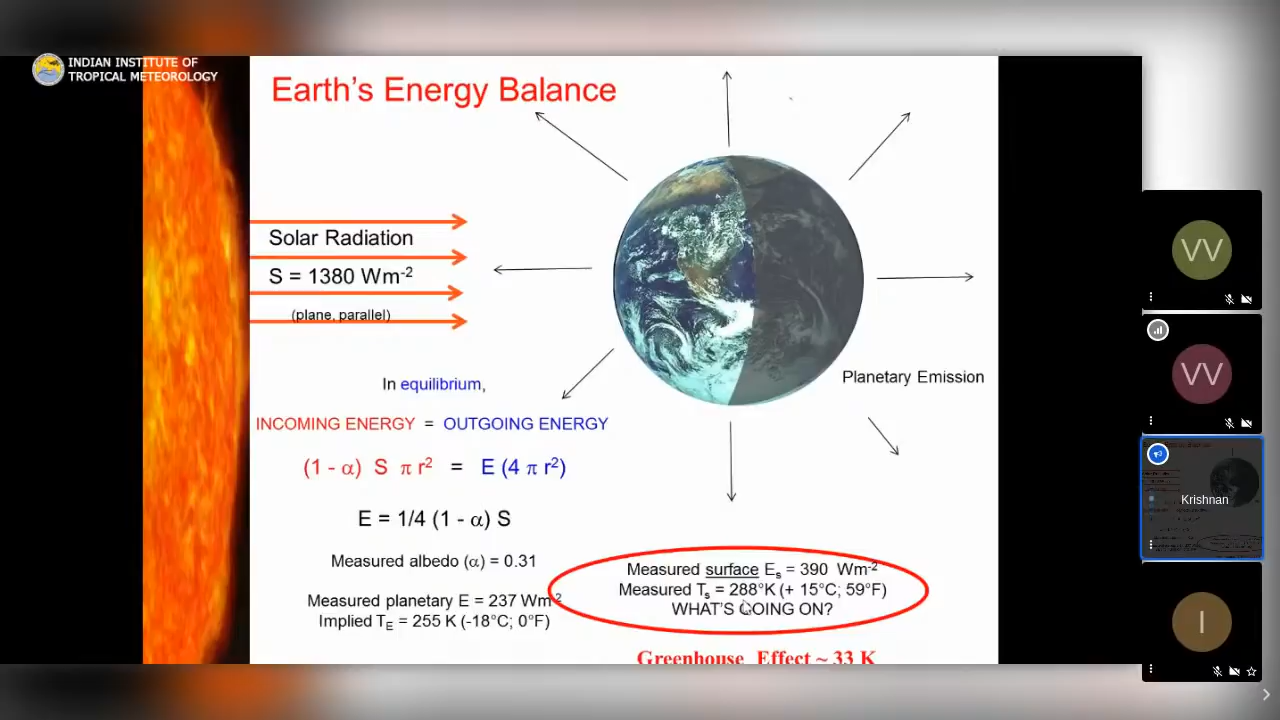 INDIAN INSTITUTE OF
TROPICAL METEOROLOGY
Earth's Energy Balance
Solar Radiation
S = 1380 Wm-2
(plane, parallel)
In equilibrium,
INCOMING ENERGY = OUTGOING ENERGY
(1 - α) S π r² = E (4 π r²)
E = 1/4 (1 - α) S
Measured albedo (α) = 0.31
Measured planetary E = 237 Wm-2
Implied TE = 255 K (-18°C; 0°F)
Planetary Emission
Measured surface Es = 390 Wm-2
Measured Ts = 288°K (+ 15°C; 59°F)
WHAT'S GOING ON?
Greenhouse Effect ~ 33 K
VV
VV
Krishnan
I